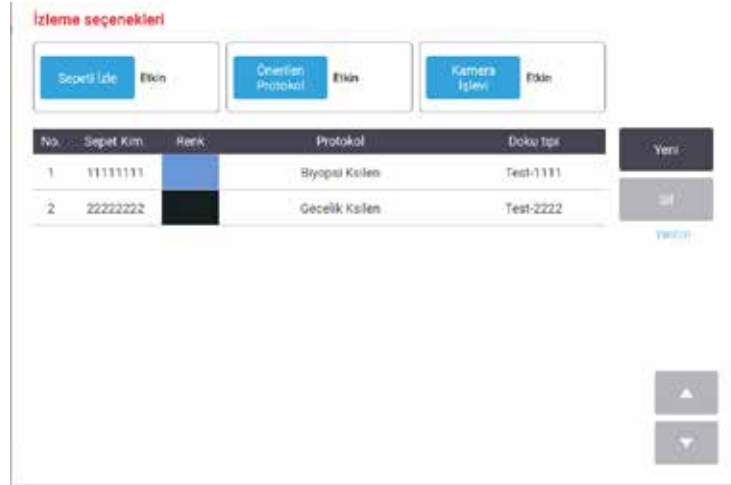 İzleme seçenekleri
Sepeti İzle Etkin
Önerilen Protokol Etkin
Kamera İşlevi Etkin
No. Sepet Kim. Renk Protokol Doku tipi
1 11111111 Biyopsi Ksilen Test-1111
2 22222222 Gecelik Ksilen Test-2222
Yeni
Sil